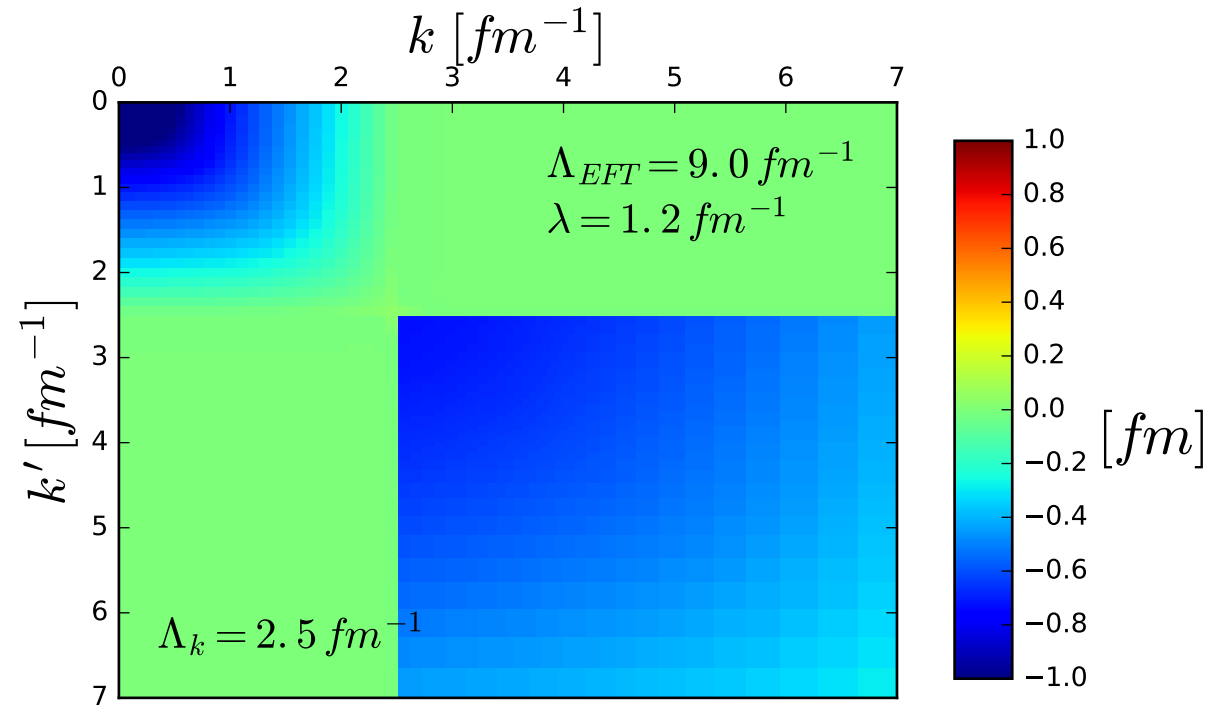 k [fm⁻¹]
0 1 2 3 4 5 6 7
0
1
2
3
4
5
6
7
k′ [fm⁻¹]
Λ_EFT = 9.0 fm⁻¹
λ = 1.2 fm⁻¹
Λ_k = 2.5 fm⁻¹
1.0
0.8
0.6
0.4
0.2
0.0
−0.2
−0.4
−0.6
−0.8
−1.0
[fm]